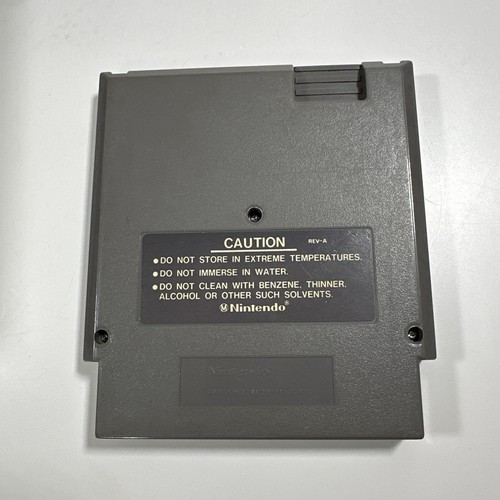 CAUTION REV-A
●DO NOT STORE IN EXTREME TEMPERATURES.
●DO NOT IMMERSE IN WATER.
●DO NOT CLEAN WITH BENZENE, THINNER,
ALCOHOL OR OTHER SUCH SOLVENTS.
Ⓜ Nintendo®
Nintendo®